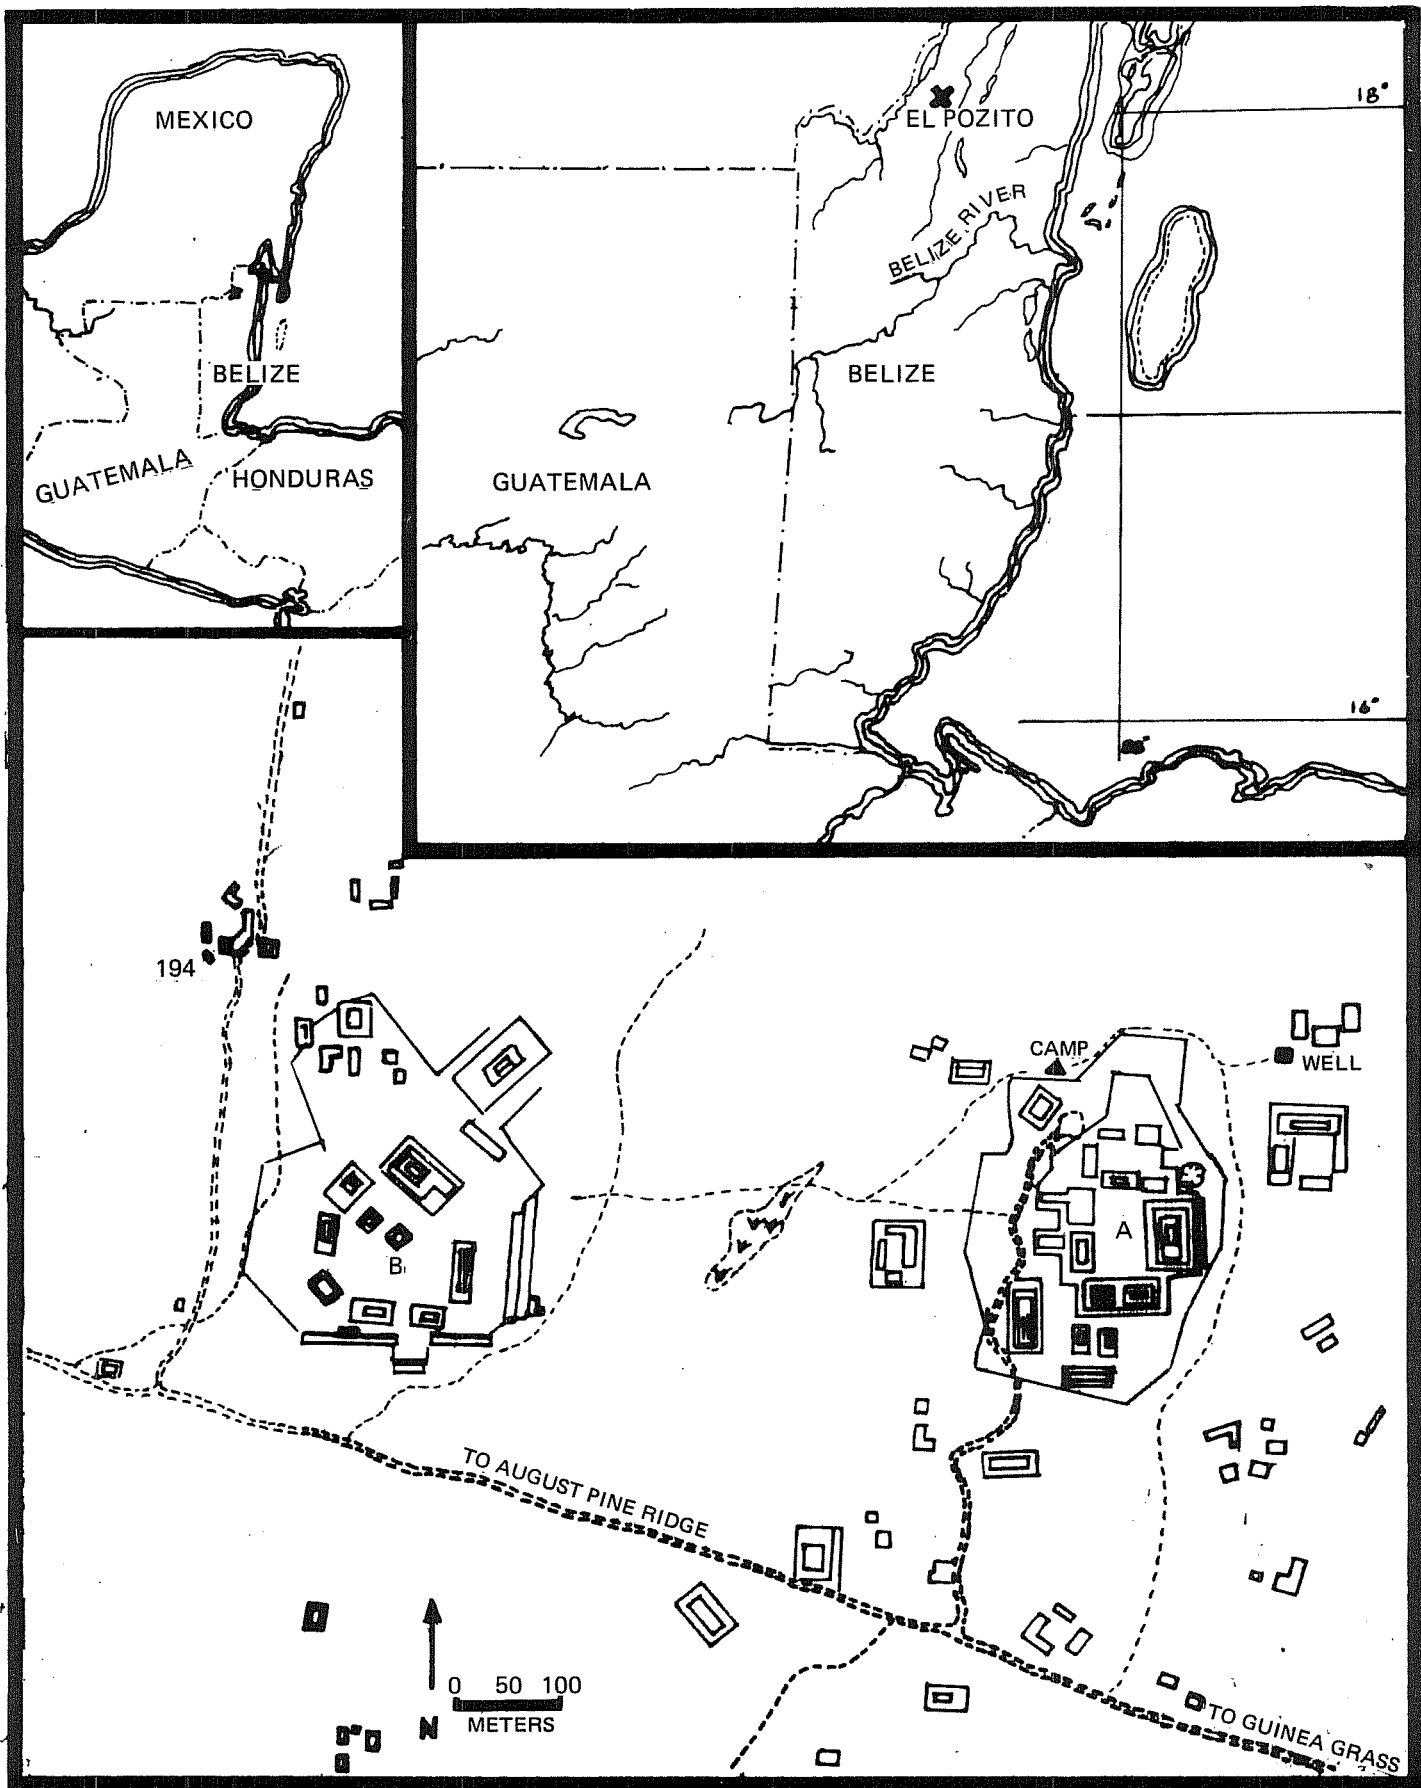 MEXICO
BELIZE
GUATEMALA
HONDURAS
18°
EL POZITO
BELIZE RIVER
BELIZE
GUATEMALA
16°
194
CAMP
WELL
A
B
TO AUGUST PINE RIDGE
0 50 100
METERS
N
TO GUINEA GRASS